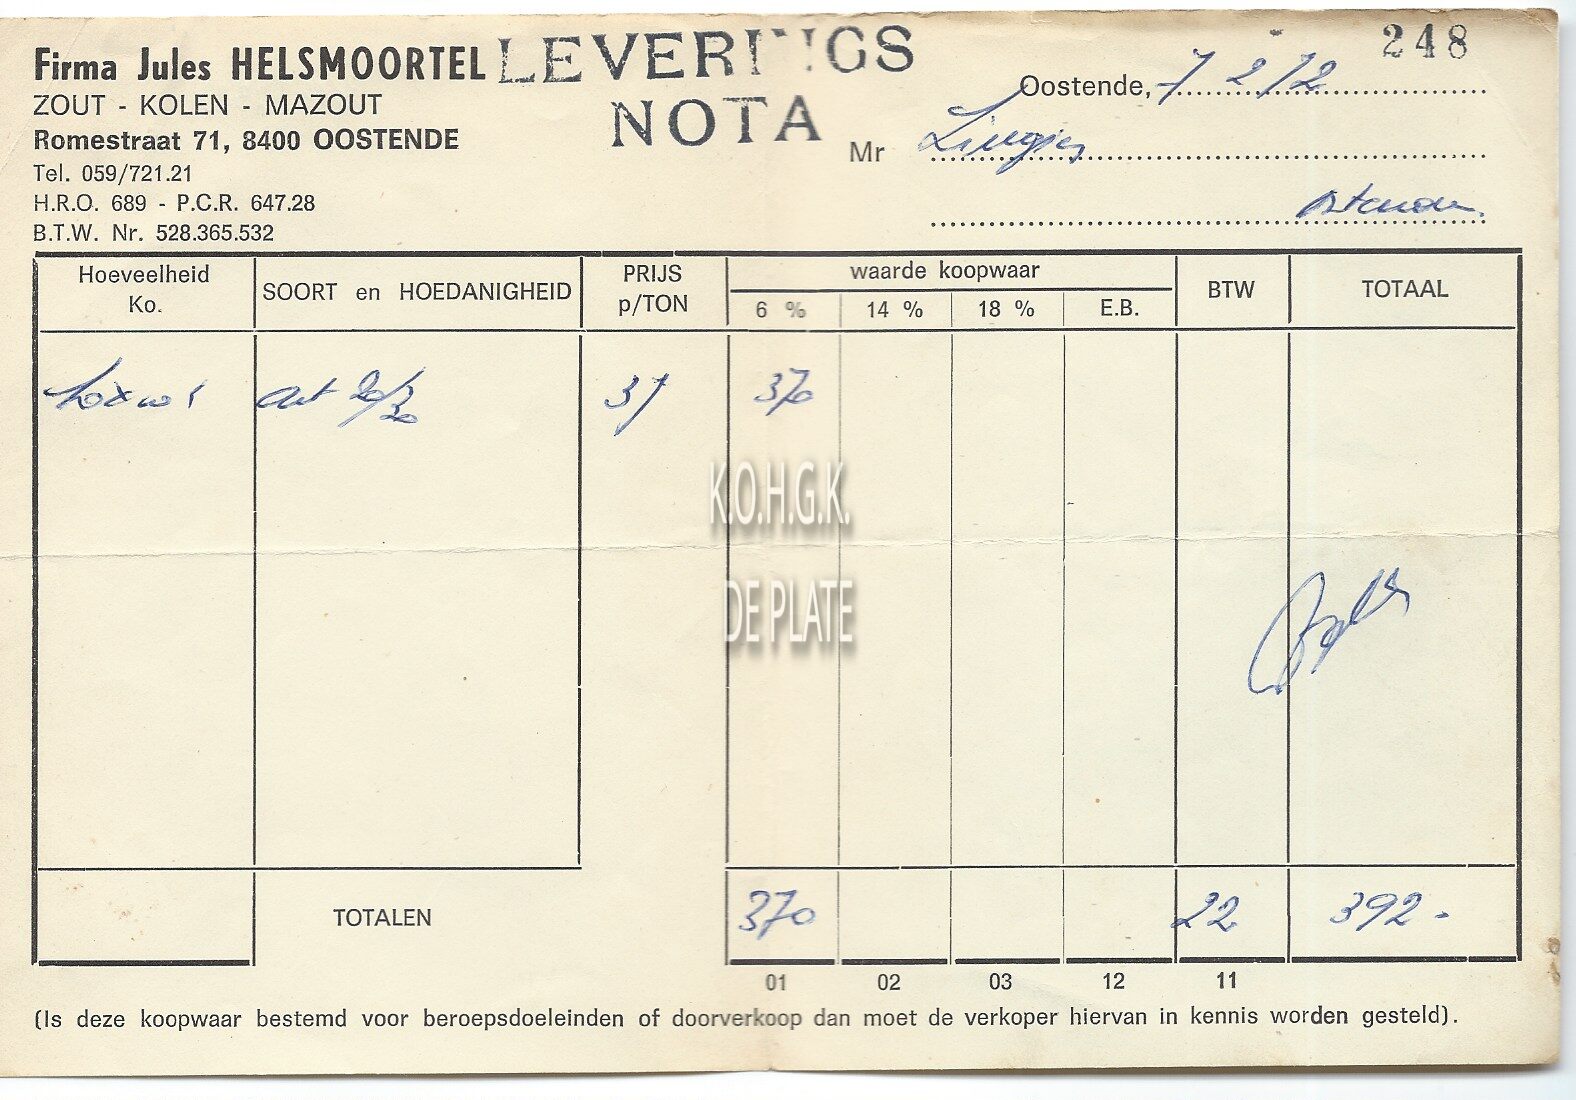 Firma Jules HELSMOORTEL
ZOUT - KOLEN - MAZOUT
Romestraat 71, 8400 OOSTENDE
Tel. 059/721.21
H.R.O. 689 - P.C.R. 647.28
B.T.W. Nr. 528.365.532
LEVERINGS
NOTA
248
Oostende, 7 2 72
Mr
Hoeveelheid Ko. SOORT en HOEDANIGHEID PRIJS p/TON waarde koopwaar BTW TOTAAL
6 % 14 % 18 % E.B.
20/30 37 370
K.O.H.G.K.
DE PLATE
TOTALEN 370 22 392.-
01 02 03 12 11
(Is deze koopwaar bestemd voor beroepsdoeleinden of doorverkoop dan moet de verkoper hiervan in kennis worden gesteld).